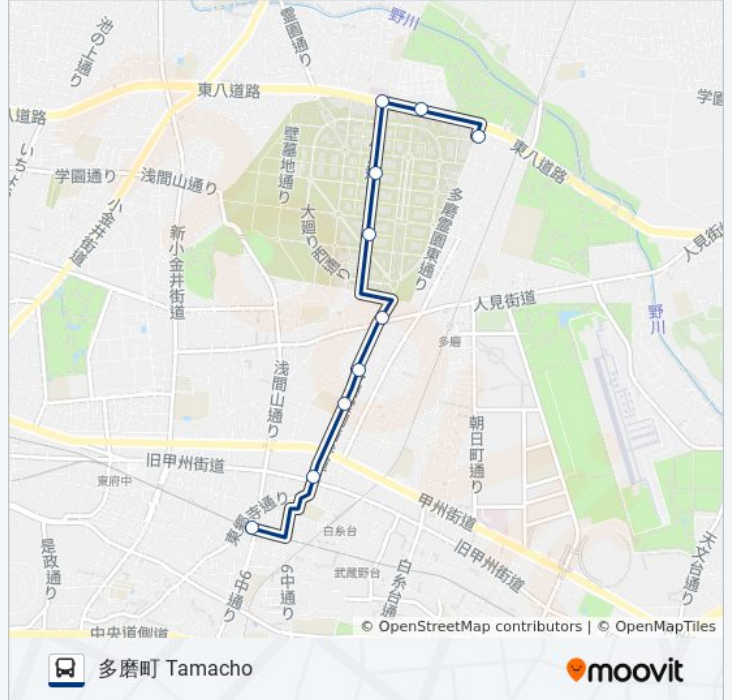 池の上通り
霊園通り
野川
東八道路
八道路
学園
いちょ
壁墓地通り
東八道路
学園通り
浅間山通り
多磨霊園東通り
大廻り西通り
小金井街道
新小金井街道
人見街
人見街道
野川
多磨
浅間山通り
朝日町通り
旧甲州街道
東府中
甲州街道
東郷寺通り
白糸台
旧甲州街道
天文台通り
是政通り
9中通り
6中通り
武蔵野台
白糸台通
中央道側道
© OpenStreetMap contributors | © OpenMapTiles
多磨町 Tamacho
moovit